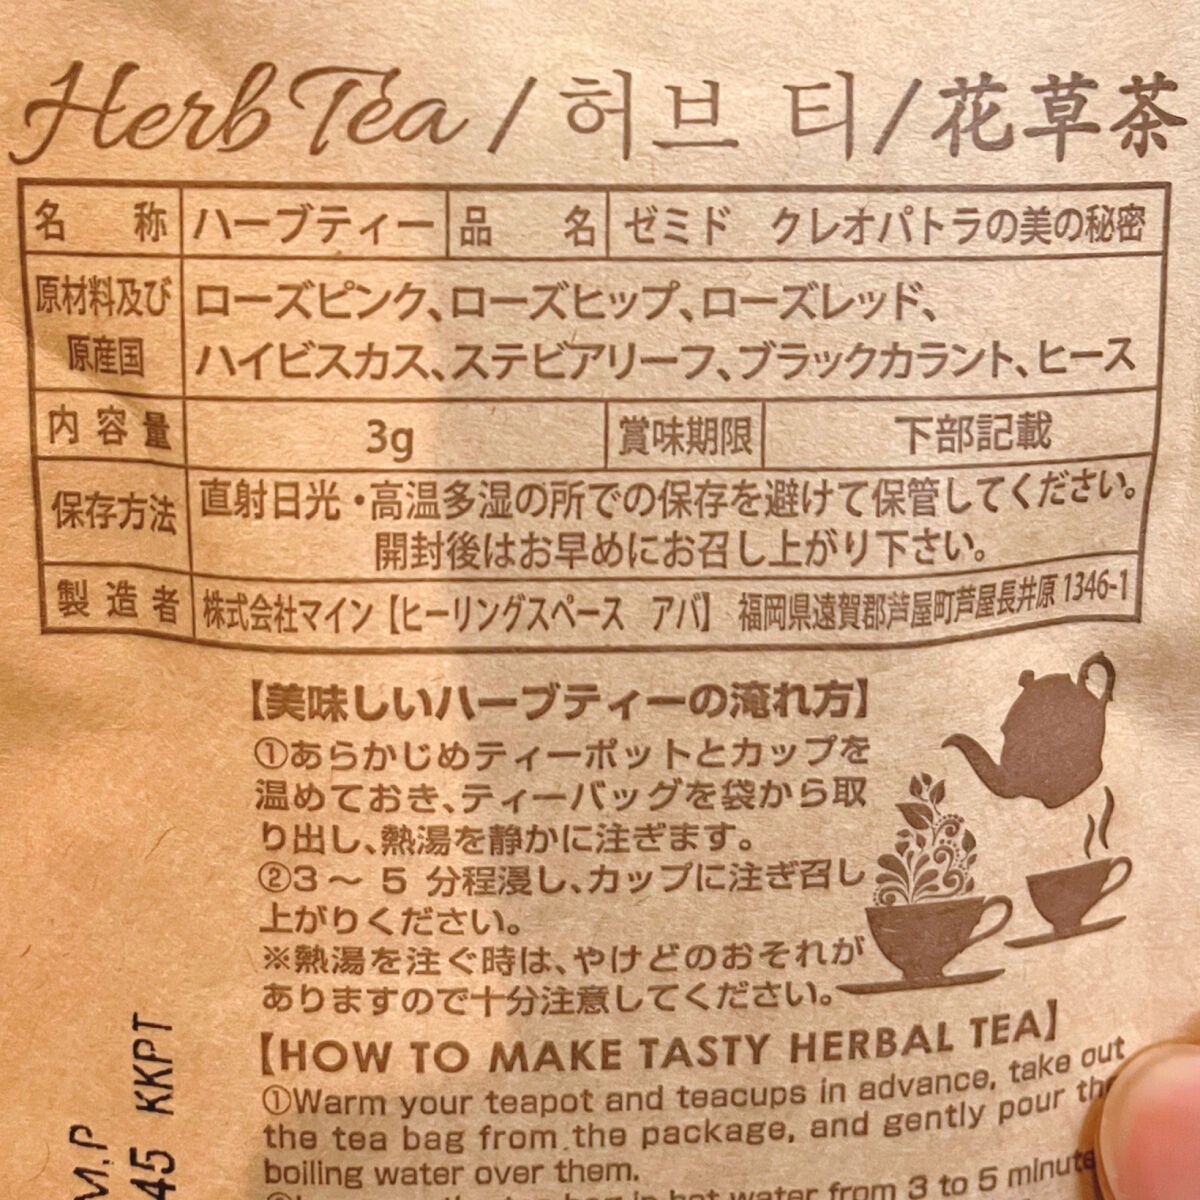 Herb Tea / 허브 티 / 花草茶
名 称 ハーブティー 品 名 ゼミド クレオパトラの美の秘密
原材料及び ローズピンク、ローズヒップ、ローズレッド、
原産国 ハイビスカス、ステビアリーフ、ブラックカラント、ヒース
内容量 3g 賞味期限 下部記載
保存方法 直射日光・高温多湿の所での保存を避けて保管してください。
開封後はお早めにお召し上がり下さい。
製造者 株式会社マイン【ヒーリングスペース アバ】 福岡県遠賀郡芦屋町芦屋長井原1346-1
【美味しいハーブティーの淹れ方】
①あらかじめティーポットとカップを
温めておき、ティーバッグを袋から取
り出し、熱湯を静かに注ぎます。
②3〜5分程浸し、カップに注ぎ召し
上がりください。
※熱湯を注ぐ時は、やけどのおそれが
ありますので十分注意してください。
【HOW TO MAKE TASTY HERBAL TEA】
①Warm your teapot and teacups in advance, take out
the tea bag from the package, and gently pour the
boiling water over them.
tea bag in hot water from 3 to 5 minute
M,P
45 KKPT